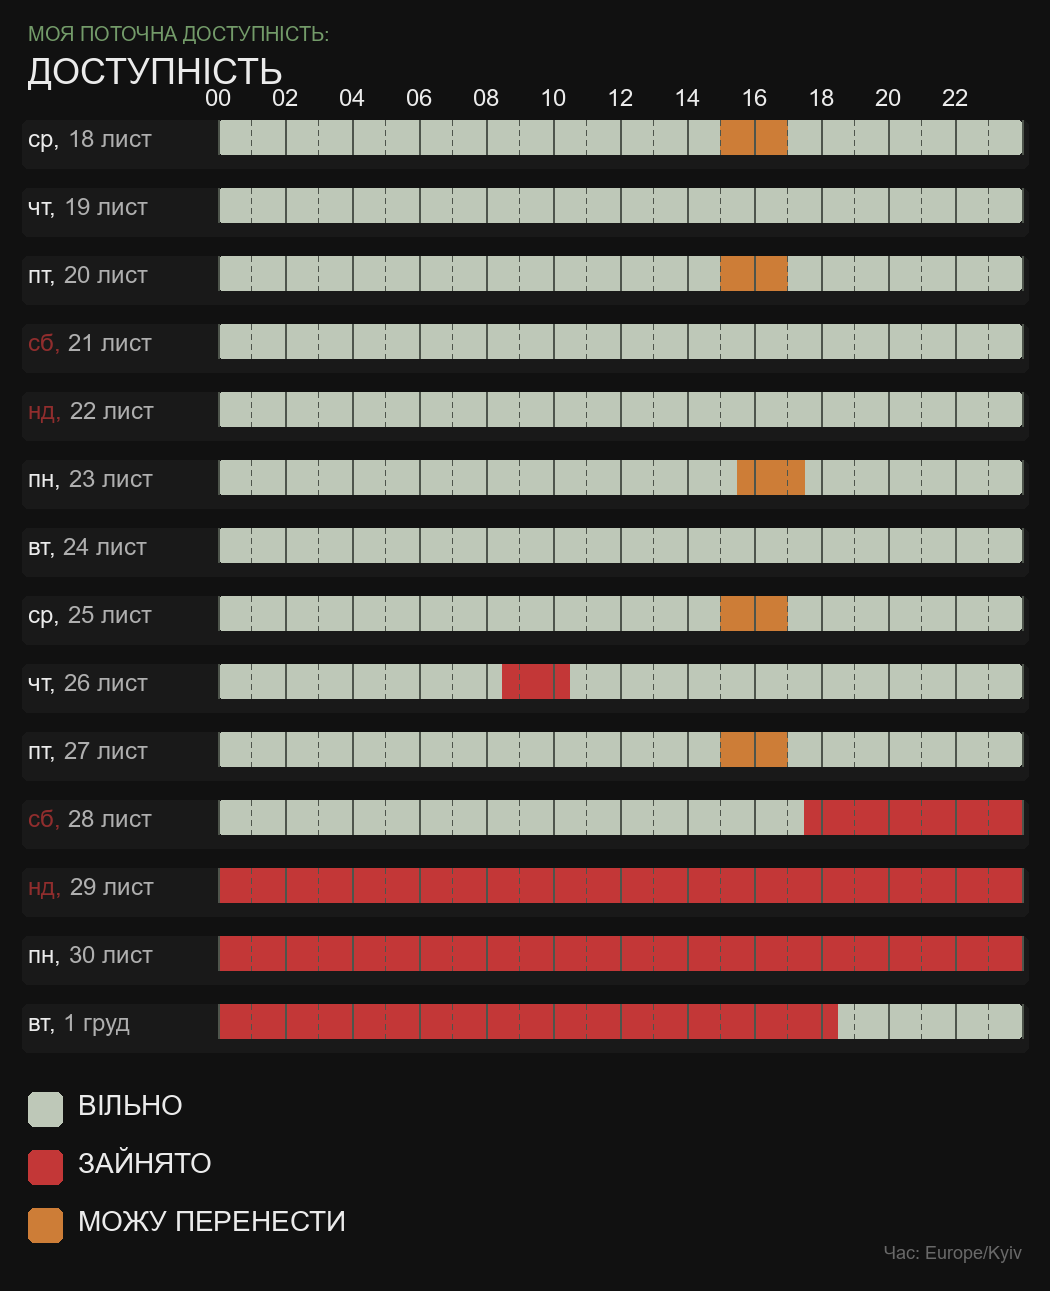 МОЯ ПОТОЧНА ДОСТУПНІСТЬ:
ДОСТУПНІСТЬ
00 02 04 06 08 10 12 14 16 18 20 22
ср, 18 лист
чт, 19 лист
пт, 20 лист
сб, 21 лист
нд, 22 лист
пн, 23 лист
вт, 24 лист
ср, 25 лист
чт, 26 лист
пт, 27 лист
сб, 28 лист
нд, 29 лист
пн, 30 лист
вт, 1 груд
ВІЛЬНО
ЗАЙНЯТО
МОЖУ ПЕРЕНЕСТИ
Час: Europe/Kyiv